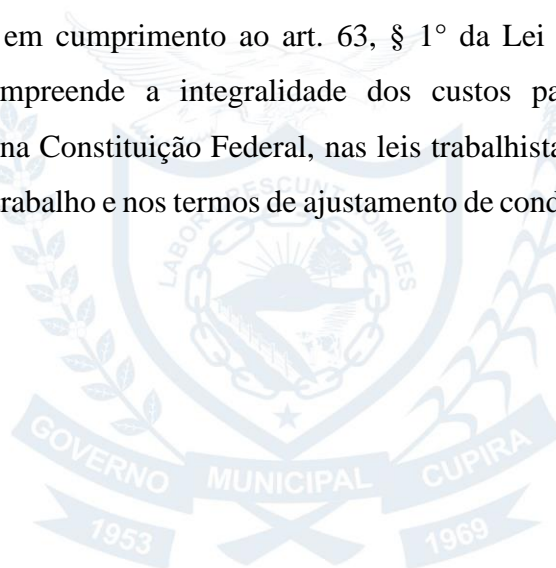 em cumprimento ao art. 63, § 1° da Lei
mpreende a integralidade dos custos pa
na Constituição Federal, nas leis trabalhista
rabalho e nos termos de ajustamento de cond
GOVERNO MUNICIPAL CUPIRA
1953 1969